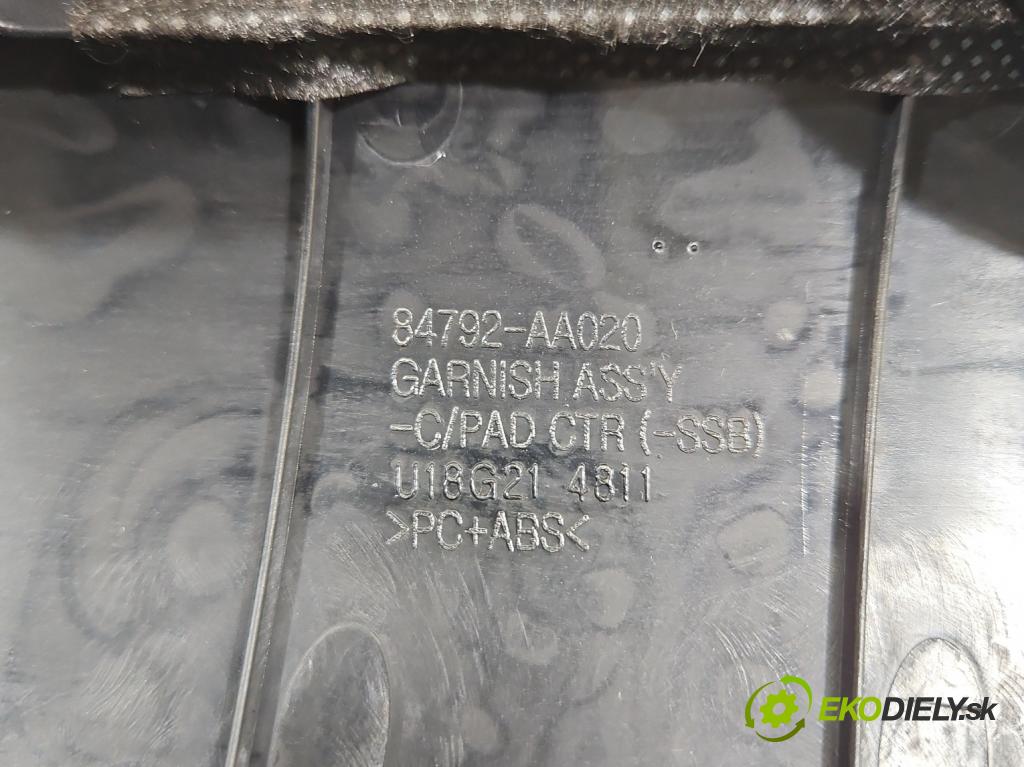 84792-AA020
GARNISH ASS'Y
-C/PAD CTR (-SSB)
U18G21 4811
>PC+ABS<
EKODIELY.sk